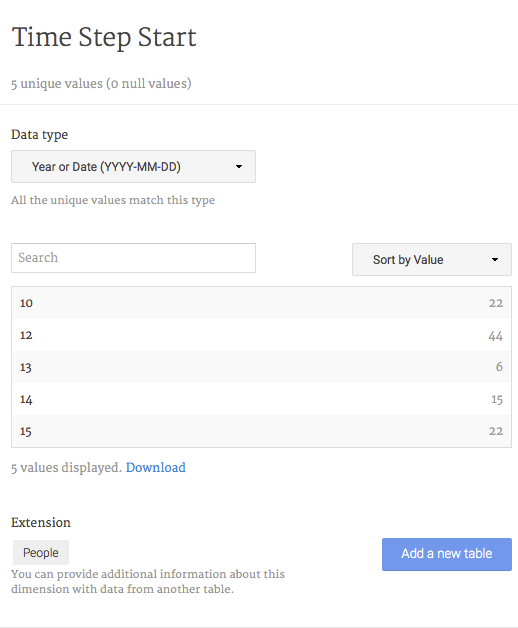 Time Step Start
5 unique values (0 null values)
Data type
Year or Date (YYYY-MM-DD)
All the unique values match this type
Search
Sort by Value
10 22
12 44
13 6
14 15
15 22
5 values displayed. Download
Extension
People
Add a new table
You can provide additional information about this
dimension with data from another table.